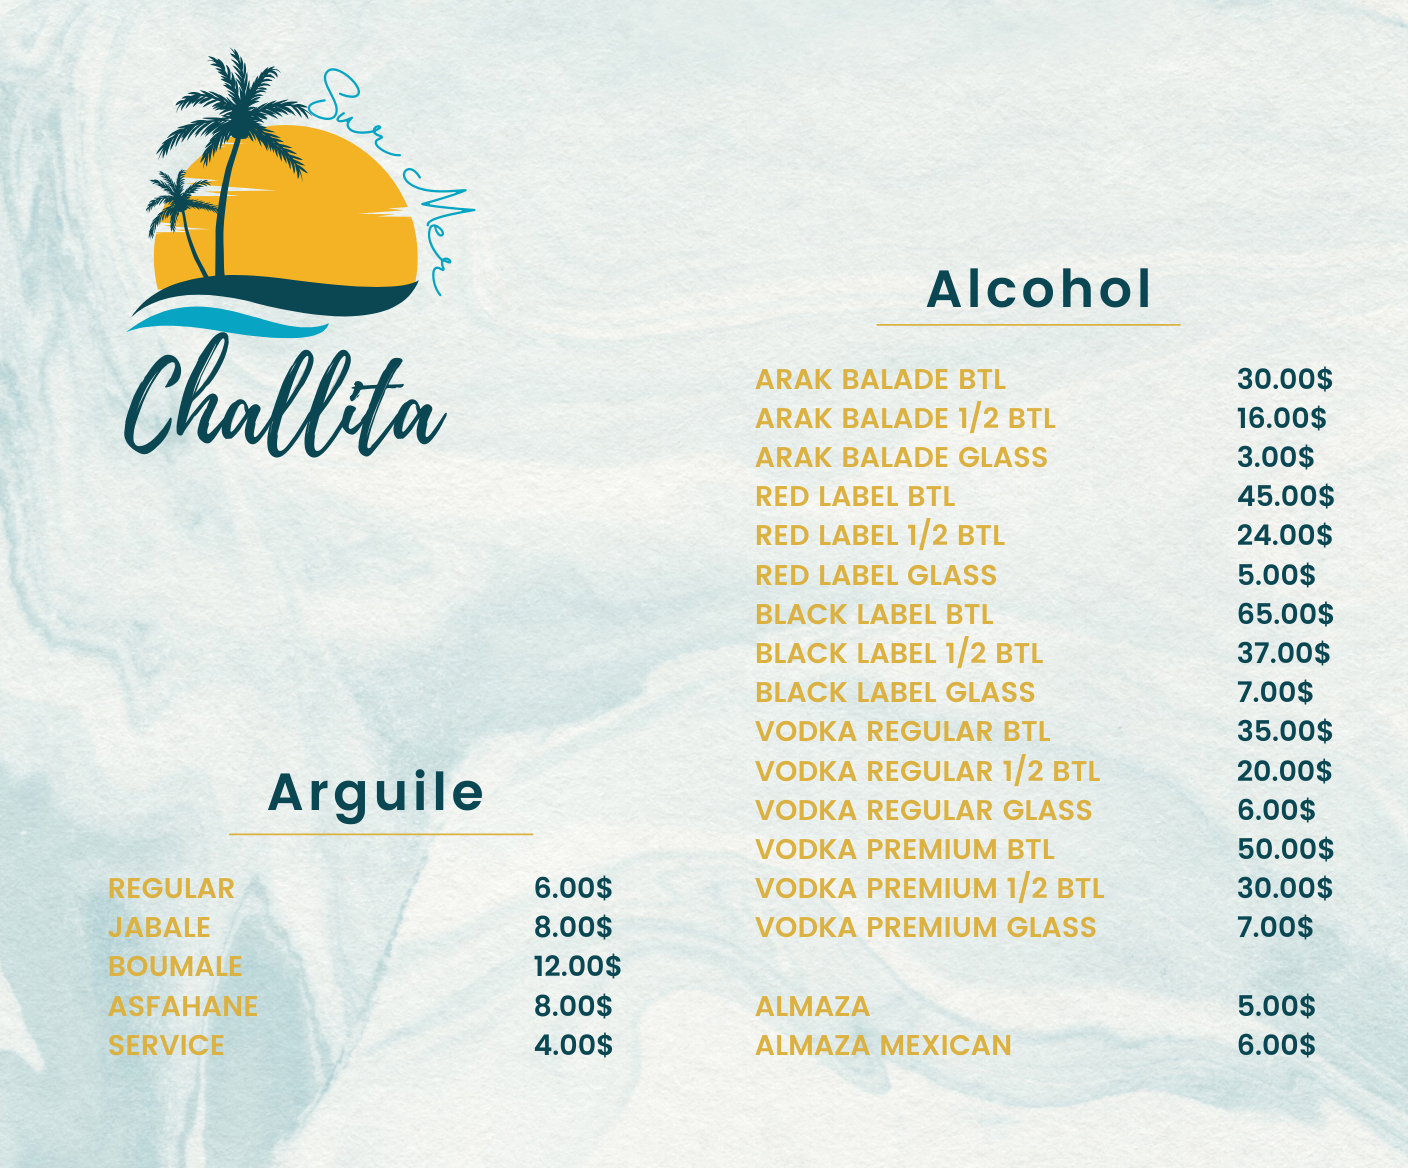 Sur Mer
Challita
Arguile
REGULAR 6.00$
JABALE 8.00$
BOUMALE 12.00$
ASFAHANE 8.00$
SERVICE 4.00$
Alcohol
ARAK BALADE BTL 30.00$
ARAK BALADE 1/2 BTL 16.00$
ARAK BALADE GLASS 3.00$
RED LABEL BTL 45.00$
RED LABEL 1/2 BTL 24.00$
RED LABEL GLASS 5.00$
BLACK LABEL BTL 65.00$
BLACK LABEL 1/2 BTL 37.00$
BLACK LABEL GLASS 7.00$
VODKA REGULAR BTL 35.00$
VODKA REGULAR 1/2 BTL 20.00$
VODKA REGULAR GLASS 6.00$
VODKA PREMIUM BTL 50.00$
VODKA PREMIUM 1/2 BTL 30.00$
VODKA PREMIUM GLASS 7.00$
ALMAZA 5.00$
ALMAZA MEXICAN 6.00$